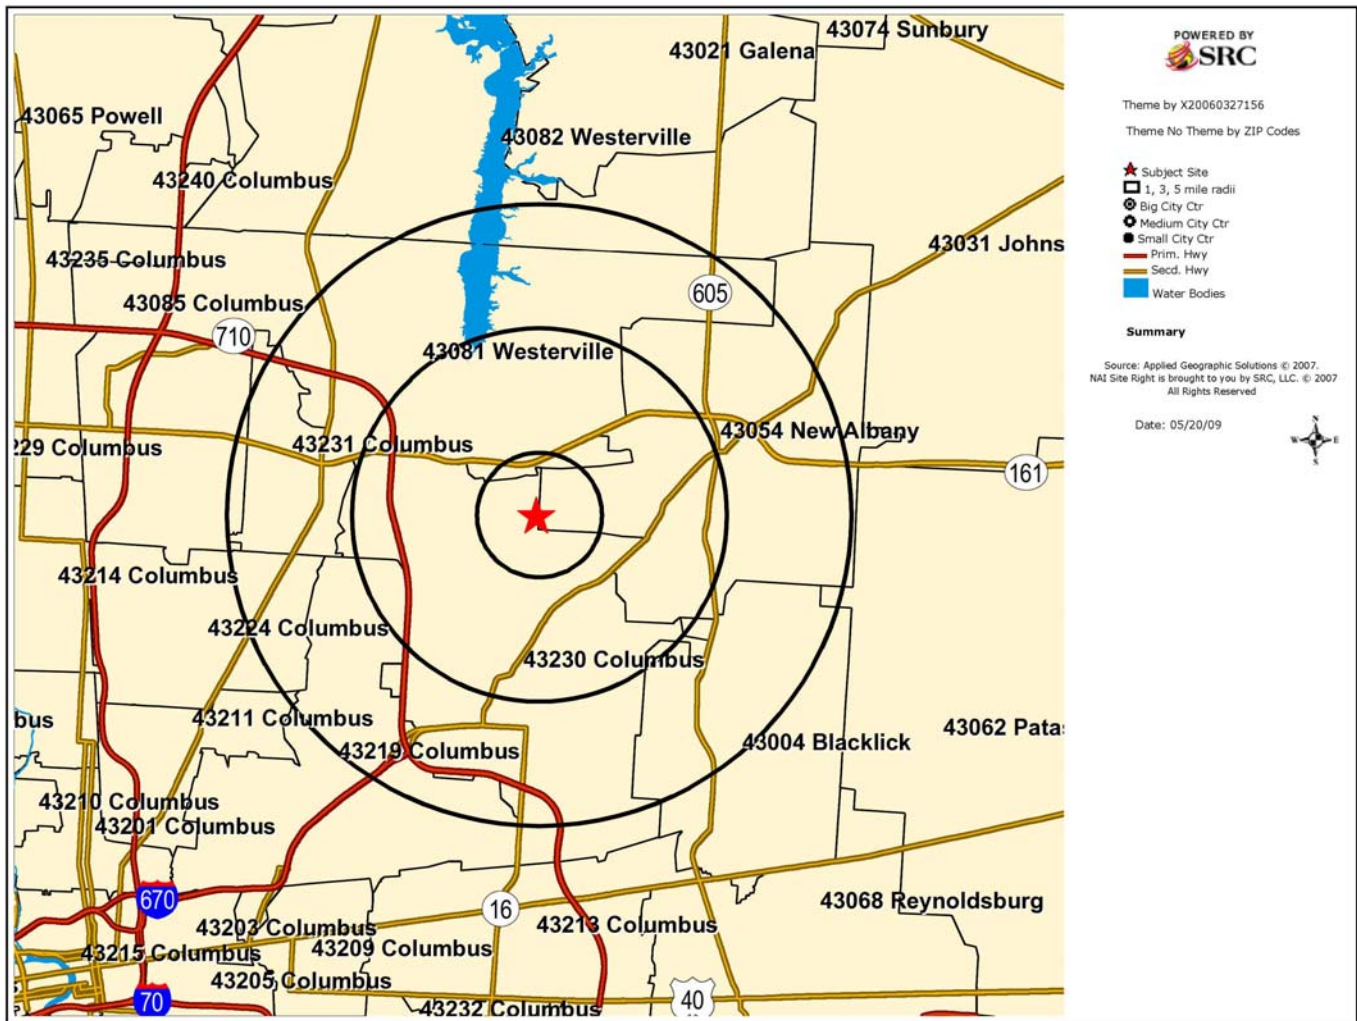 43074 Sunbury
43021 Galena
43065 Powell
43082 Westerville
43240 Columbus
43031 Johns
43235 Columbus
605
43085 Columbus
710
43081 Westerville
43054 New Albany
43231 Columbus
229 Columbus
161
43214 Columbus
43224 Columbus
43230 Columbus
43211 Columbus
bus
43062 Patas
43004 Blacklick
43219 Columbus
43210 Columbus
43201 Columbus
670
43068 Reynoldsburg
16
43213 Columbus
43203 Columbus
43209 Columbus
43215 Columbus
43205 Columbus
70
43232 Columbus
40
POWERED BY
SRC
Theme by X20060327156
Theme No Theme by ZIP Codes
Subject Site
1, 3, 5 mile radii
Big City Ctr
Medium City Ctr
Small City Ctr
Prim. Hwy
Secd. Hwy
Water Bodies
Summary
Source: Applied Geographic Solutions © 2007.
NAI Site Right is brought to you by SRC, LLC. © 2007
All Rights Reserved
Date: 05/20/09
N
W E
S